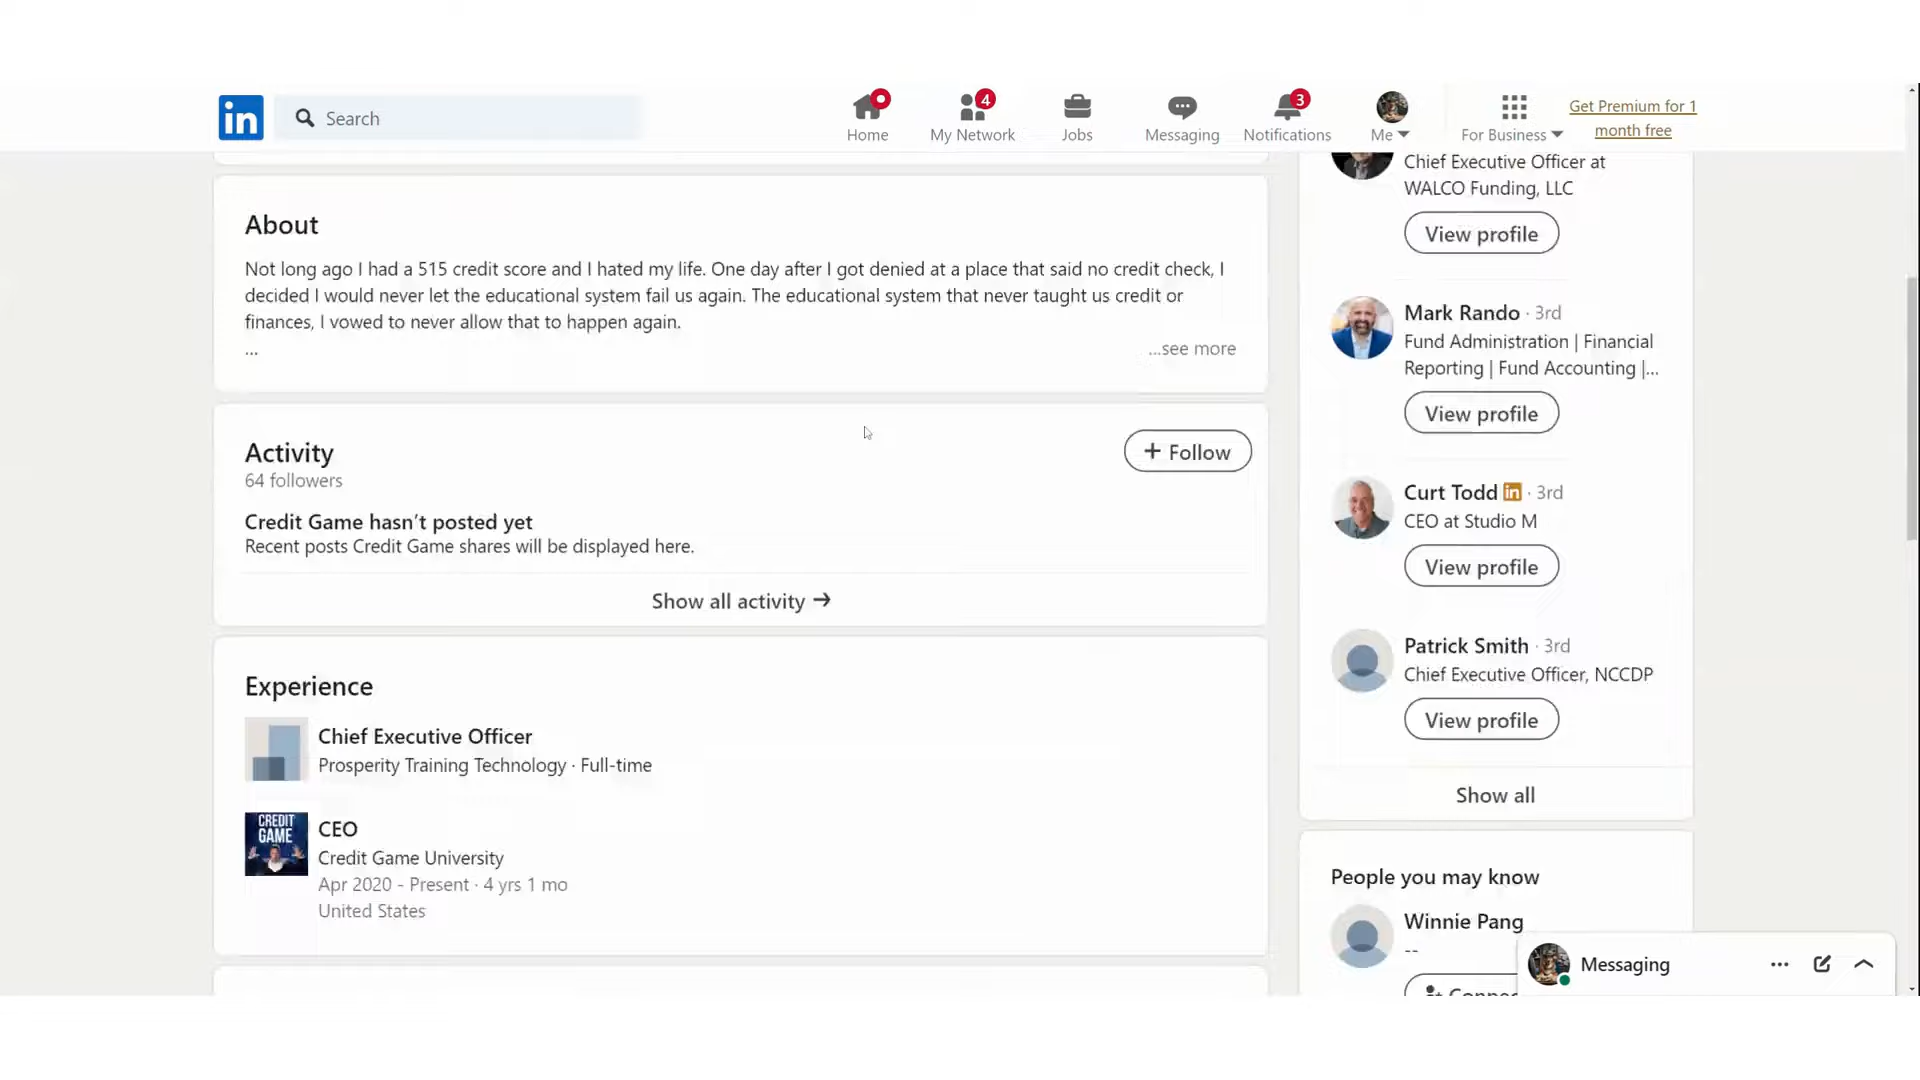 in
Search
Home
4
My Network
Jobs
Messaging
3
Notifications
Me
For Business
Get Premium for 1
month free
About
Not long ago I had a 515 credit score and I hated my life. One day after I got denied at a place that said no credit check, I
decided I would never let the educational system fail us again. The educational system that never taught us credit or
finances, I vowed to never allow that to happen again.
...
...see more
Activity
64 followers
+ Follow
Credit Game hasn't posted yet
Recent posts Credit Game shares will be displayed here.
Show all activity →
Experience
Chief Executive Officer
Prosperity Training Technology · Full-time
CREDIT
GAME
CEO
Credit Game University
Apr 2020 - Present · 4 yrs 1 mo
United States
Chief Executive Officer at
WALCO Funding, LLC
View profile
Mark Rando · 3rd
Fund Administration | Financial
Reporting | Fund Accounting |...
View profile
Curt Todd in · 3rd
CEO at Studio M
View profile
Patrick Smith · 3rd
Chief Executive Officer, NCCDP
View profile
Show all
People you may know
Winnie Pang
--
Messaging